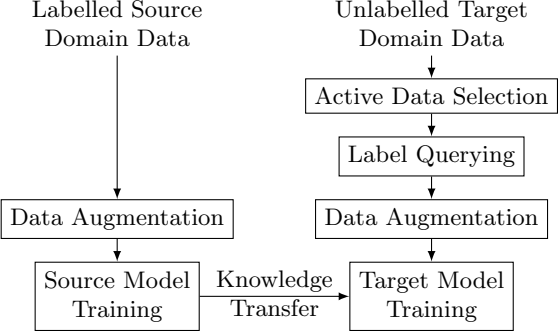 Labelled Source
Domain Data
Unlabelled Target
Domain Data
Active Data Selection
Label Querying
Data Augmentation
Data Augmentation
Source Model
Training
Knowledge
Transfer
Target Model
Training